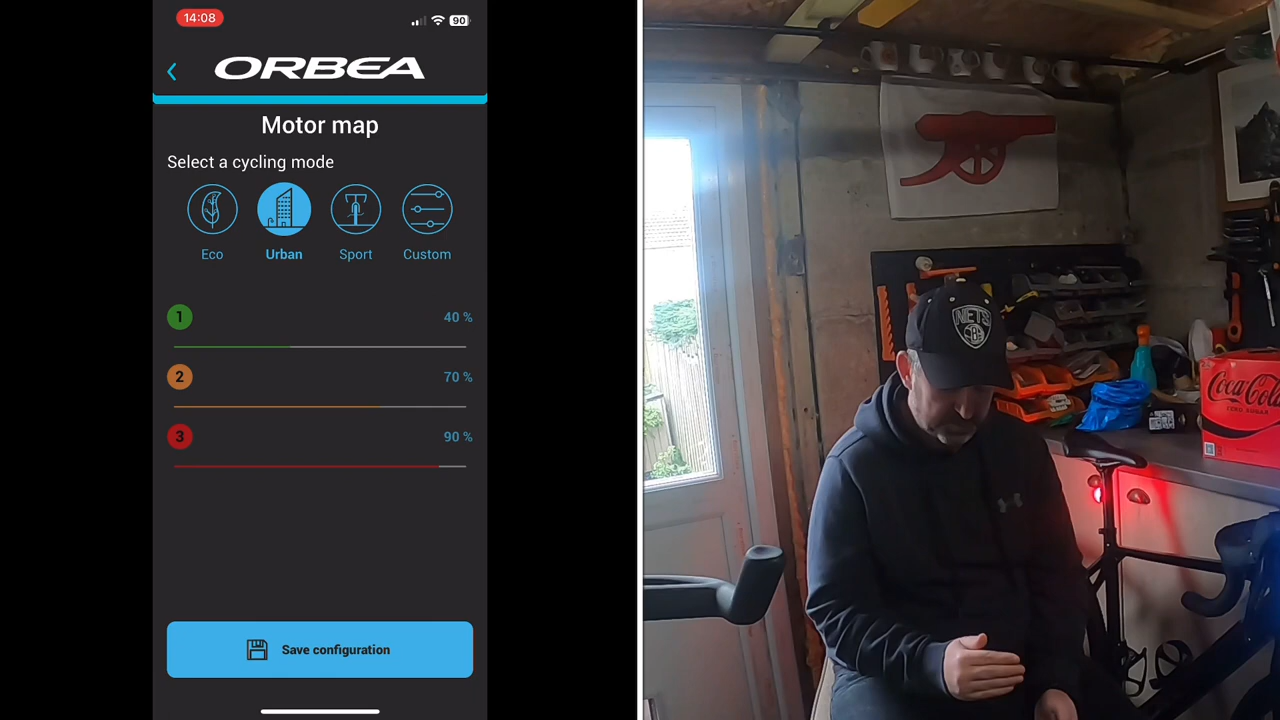 14:08
90
ORBEA
Motor map
Select a cycling mode
Eco
Urban
Sport
Custom
1
40 %
2
70 %
3
90 %
Save configuration
NETS
B
Coca-Cola
ZERO SUGAR